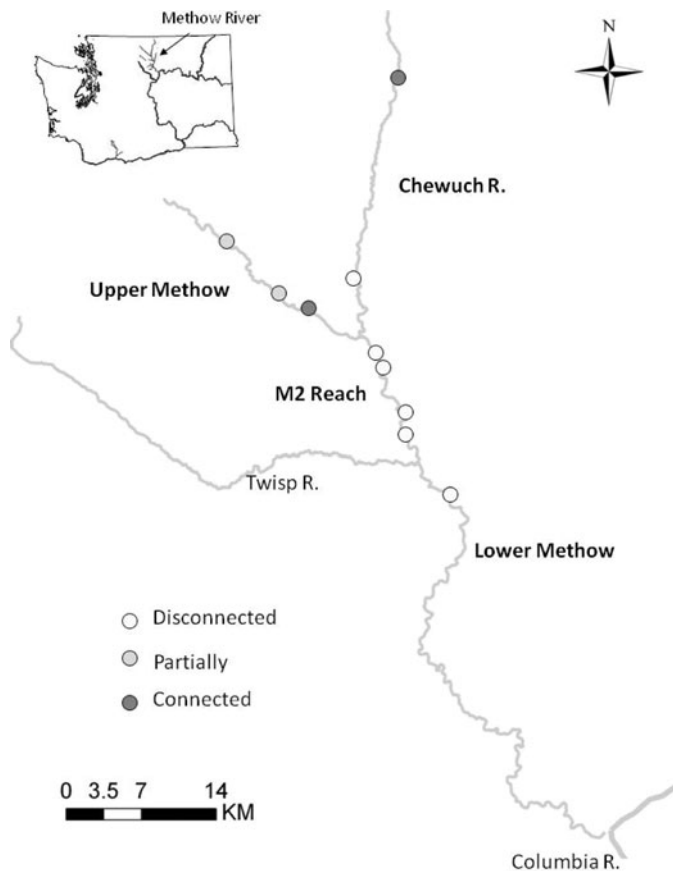 Methow River
N
Chewuch R.
Upper Methow
M2 Reach
Twisp R.
Lower Methow
Disconnected
Partially
Connected
0 3.5 7 14
KM
Columbia R.